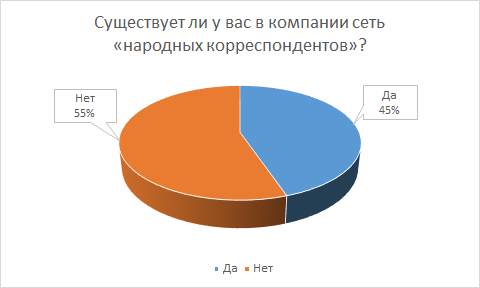 Существует ли у вас в компании сеть
«народных корреспондентов»?
Нет
55%
Да
45%
Да
Нет